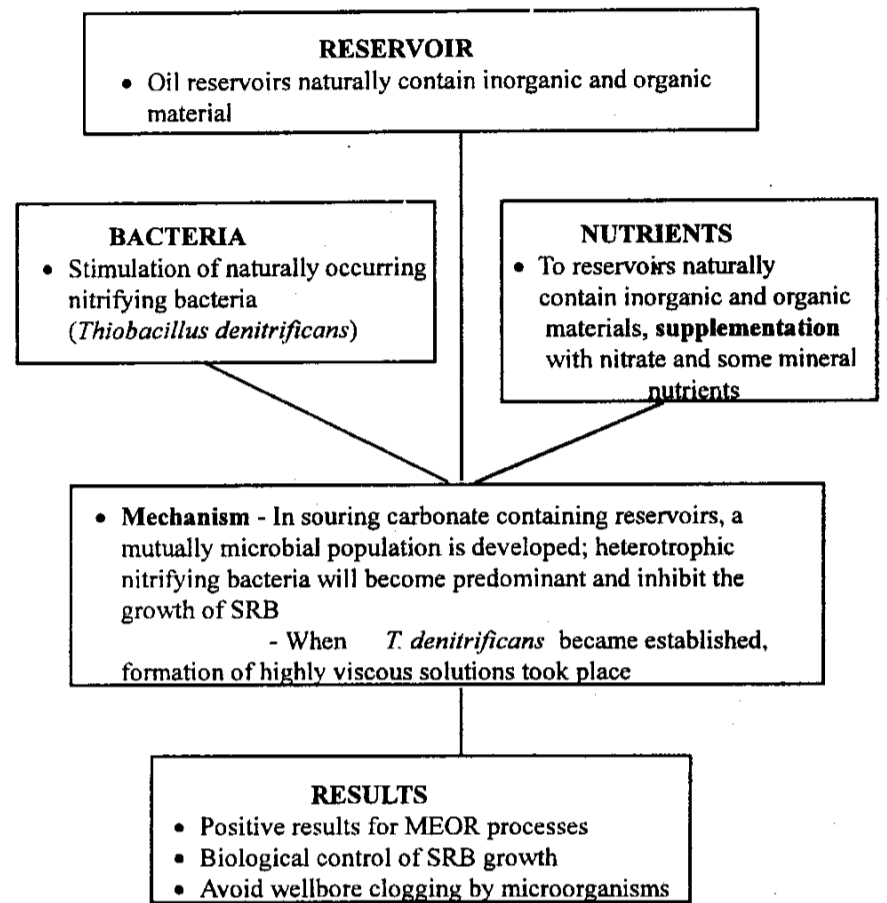 RESERVOIR
• Oil reservoirs naturally contain inorganic and organic
material
BACTERIA
• Stimulation of naturally occurring
nitrifying bacteria
(Thiobacillus denitrificans)
NUTRIENTS
• To reservoirs naturally
contain inorganic and organic
materials, supplementation
with nitrate and some mineral
nutrients
• Mechanism - In souring carbonate containing reservoirs, a
mutually microbial population is developed; heterotrophic
nitrifying bacteria will become predominant and inhibit the
growth of SRB
- When T. denitrificans became established,
formation of highly viscous solutions took place
RESULTS
• Positive results for MEOR processes
• Biological control of SRB growth
• Avoid wellbore clogging by microorganisms